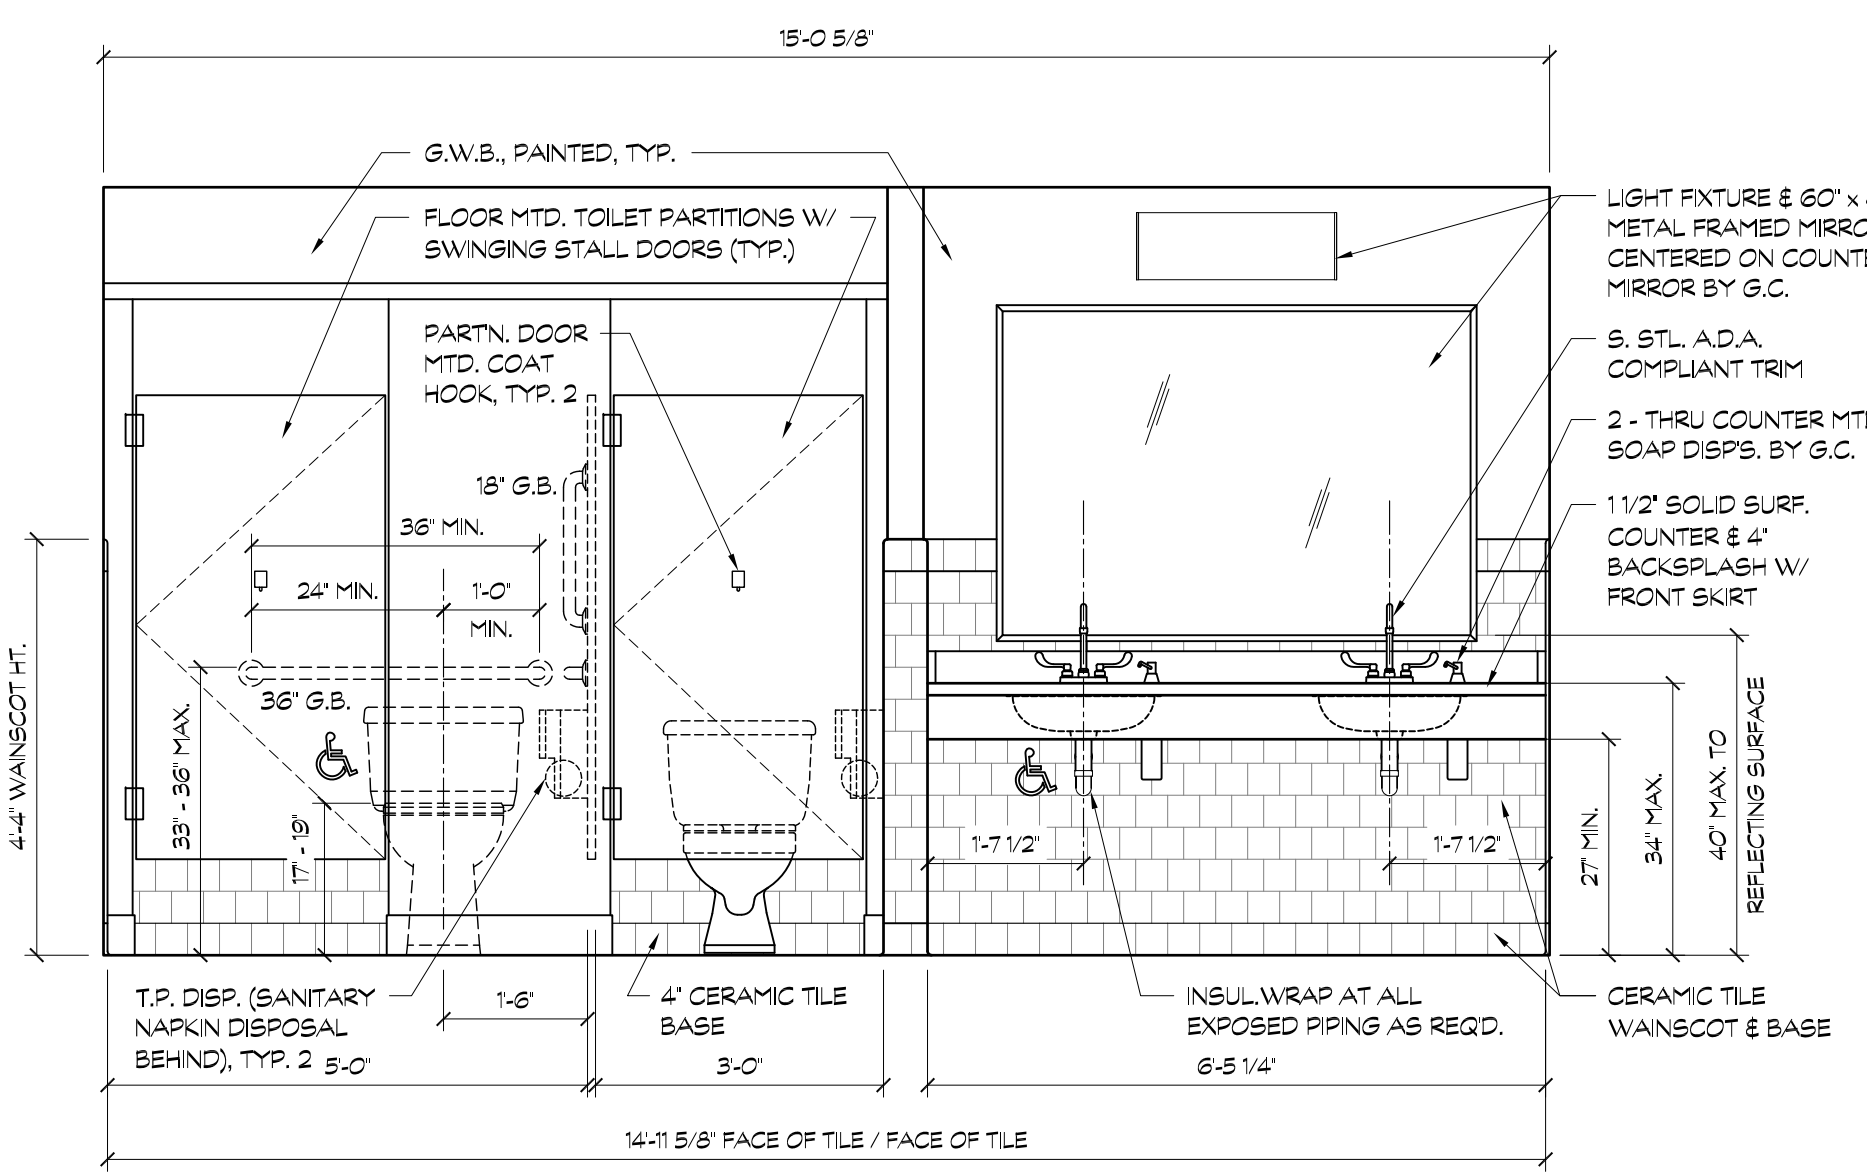 15'-0 5/8"
G.W.B., PAINTED, TYP.
FLOOR MTD. TOILET PARTITIONS W/
SWINGING STALL DOORS (TYP.)
PART'N. DOOR
MTD. COAT
HOOK, TYP. 2
18" G.B.
36" MIN.
24" MIN.
1'-0"
MIN.
36" G.B.
4'-4" WAINSCOT HT.
33" - 36" MAX.
17" - 19"
LIGHT FIXTURE & 60" x
METAL FRAMED MIRRO
CENTERED ON COUNTE
MIRROR BY G.C.
S. STL. A.D.A.
COMPLIANT TRIM
2 - THRU COUNTER MT
SOAP DISP'S. BY G.C.
1 1/2" SOLID SURF.
COUNTER & 4"
BACKSPLASH W/
FRONT SKIRT
1'-7 1/2"
1'-7 1/2"
27" MIN.
34" MAX.
40" MAX. TO
REFLECTING SURFACE
T.P. DISP. (SANITARY
NAPKIN DISPOSAL
BEHIND), TYP. 2
1'-6"
4" CERAMIC TILE
BASE
INSUL.WRAP AT ALL
EXPOSED PIPING AS REQ'D.
CERAMIC TILE
WAINSCOT & BASE
5'-0"
3'-0"
6'-5 1/4"
14'-11 5/8" FACE OF TILE / FACE OF TILE